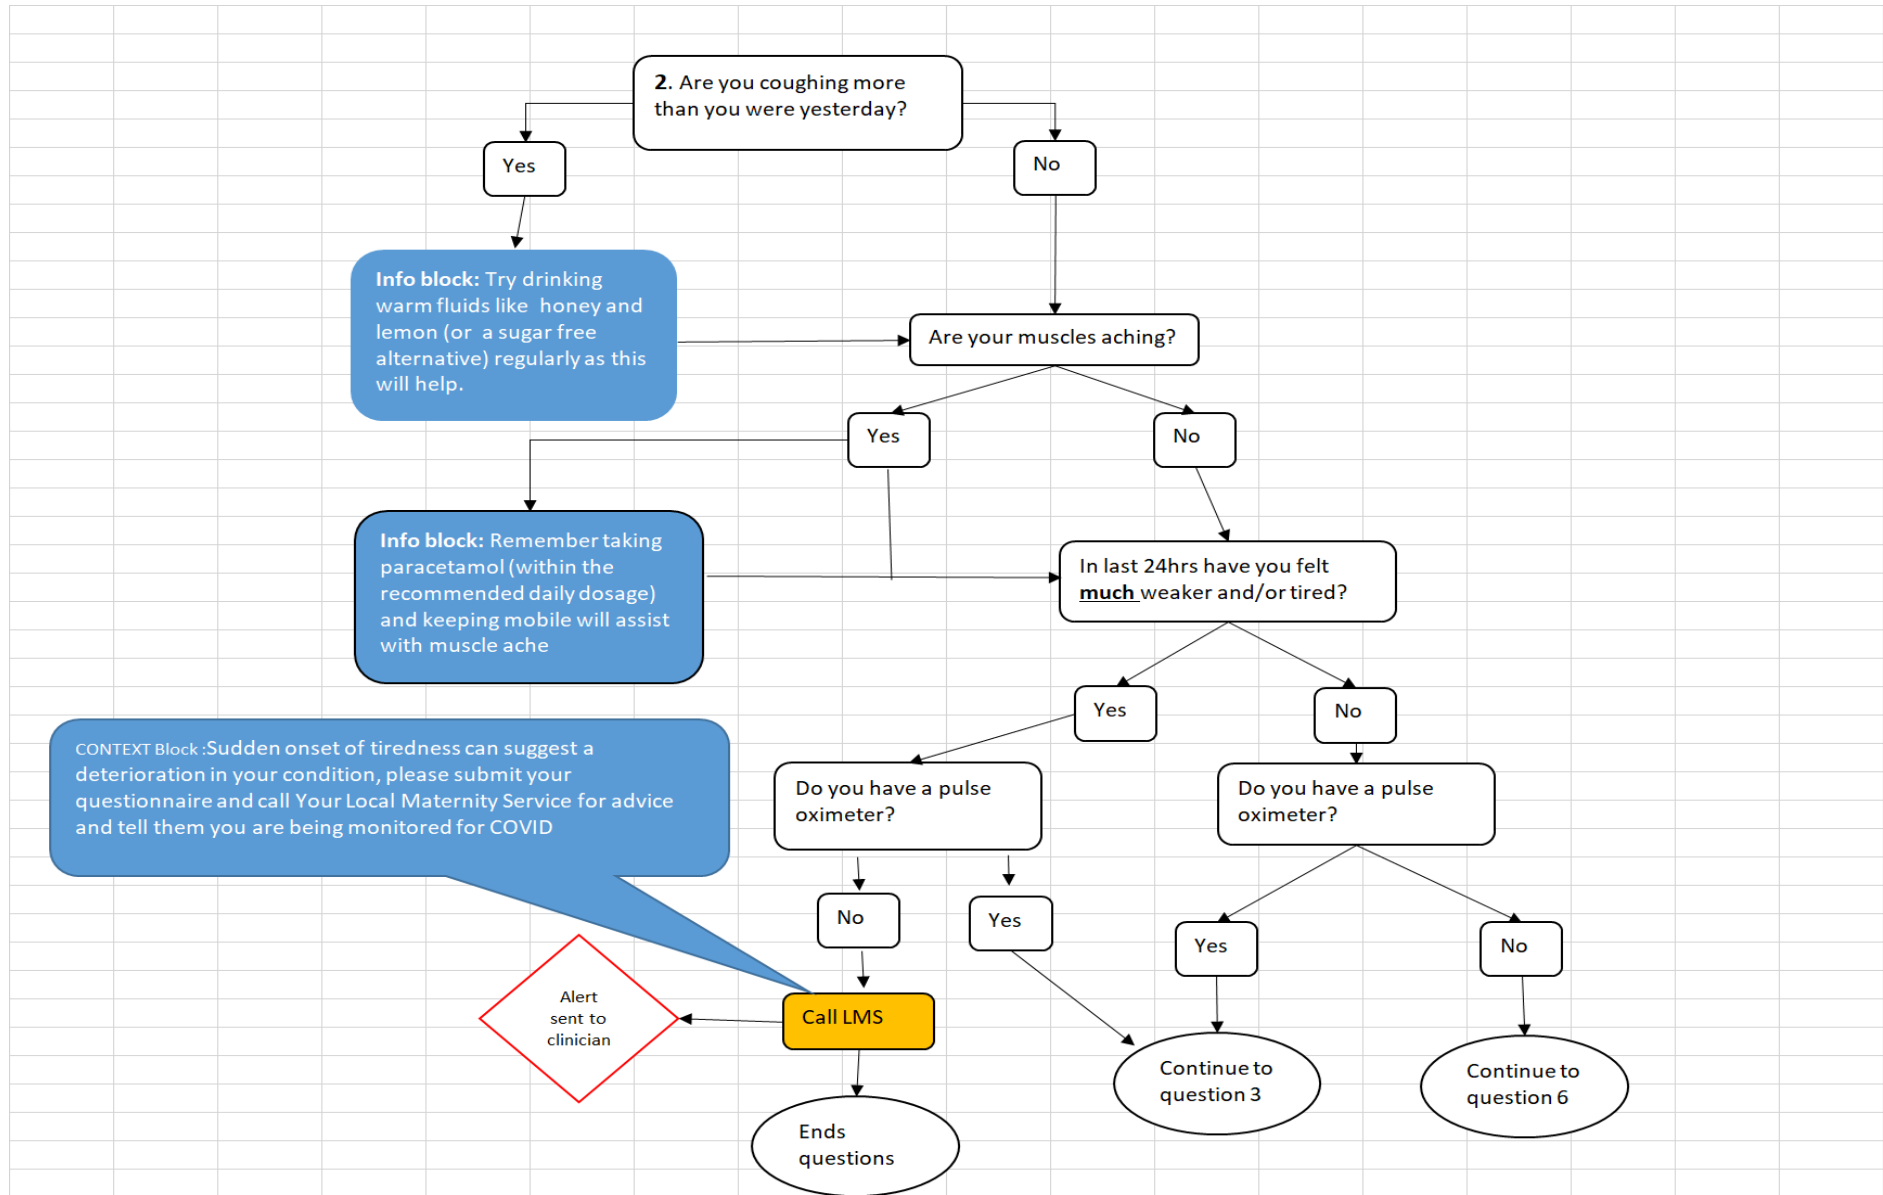 2. Are you coughing more
than you were yesterday?
Yes
No
Info block: Try drinking
warm fluids like  honey and
lemon (or  a sugar free
alternative) regularly as this
will help.
Are your muscles aching?
Yes
No
Info block: Remember taking
paracetamol (within the
recommended daily dosage)
and keeping mobile will assist
with muscle ache
In last 24hrs have you felt
much weaker and/or tired?
Yes
No
CONTEXT Block :Sudden onset of tiredness can suggest a
deterioration in your condition, please submit your
questionnaire and call Your Local Maternity Service for advice
and tell them you are being monitored for COVID
Do you have a pulse
oximeter?
Do you have a pulse
oximeter?
No
Yes
Yes
No
Alert
sent to
clinician
Call LMS
Continue to
question 3
Continue to
question 6
Ends
questions